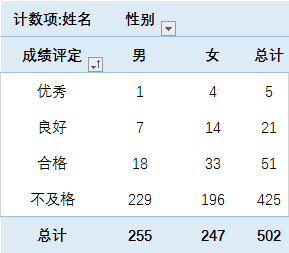 计数项:姓名 性别
成绩评定 男 女 总计
优秀 1 4 5
良好 7 14 21
合格 18 33 51
不及格 229 196 425
总计 255 247 502